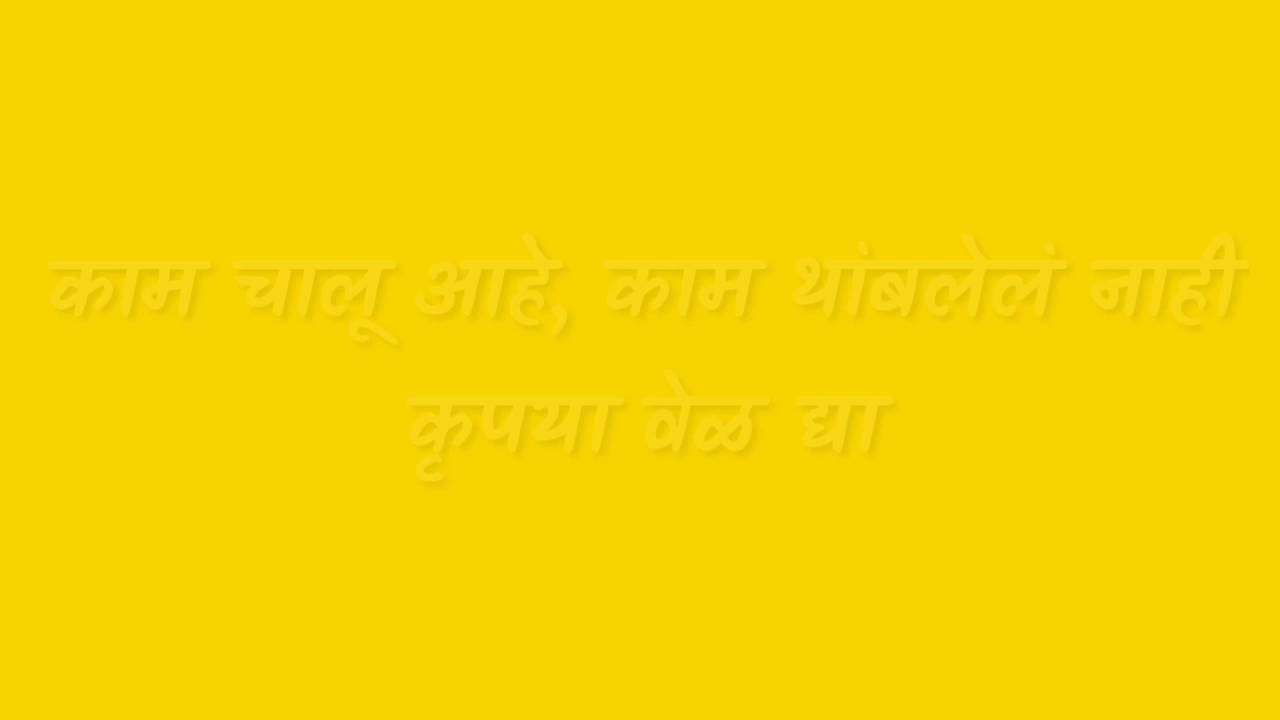 काम चालू आहे, काम थांबलेलं नाही
कृपया वेळ द्या